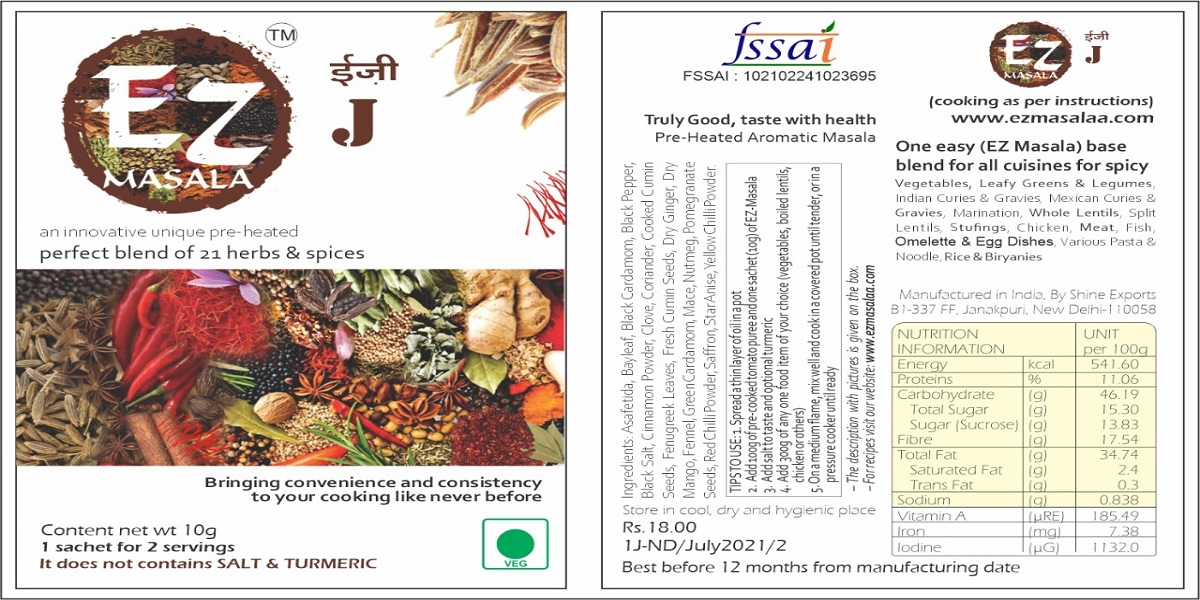 TM
EZ
MASALA
ईजी
J
an innovative unique pre-heated
perfect blend of 21 herbs & spices
Bringing convenience and consistency
to your cooking like never before
Content net wt 10g
1 sachet for 2 servings
It does not contains SALT & TURMERIC
VEG
fssai
FSSAI : 102102241023695
Truly Good, taste with health
Pre-Heated Aromatic Masala
Ingredients: Asafetida, Bayleaf, Black Cardamom, Black Pepper,
Black Salt, Cinnamon Powder, Clove, Coriander, Cooked Cumin
Seeds, Fenugreek Leaves, Fresh Cumin Seeds, Dry Ginger, Dry
Mango, Fennel, Green Cardamom, Mace, Nutmeg, Pomegranate
Seeds, Red Chilli Powder, Saffron, Star Anise, Yellow Chilli Powder.
TIPS TO USE: 1. Spread a thin layer of oil in a pot
2. Add 100g of pre-cooked tomato puree and one sachet (10g) of EZ-Masala
3. Add salt to taste and optional turmeric
4. Add 300g of any one food item of your choice (vegetables, boiled lentils,
chicken or others)
5. On a medium flame, mix well and cook in a covered pot until tender, or in a
pressure cooker until ready
– The description with pictures is given on the box.
– For recipes visit our website: www.ezmasalaa.com
Store in cool, dry and hygienic place
Rs.18.00
1J-ND/July2021/2
Best before 12 months from manufacturing date
EZ
MASALA
ईजी
J
(cooking as per instructions)
www.ezmasalaa.com
One easy (EZ Masala) base
blend for all cuisines for spicy
Vegetables, Leafy Greens & Legumes,
Indian Curies & Gravies, Mexican Curies &
Gravies, Marination, Whole Lentils, Split
Lentils, Stufings, Chicken, Meat, Fish,
Omelette & Egg Dishes, Various Pasta &
Noodle, Rice & Biryanies
Manufactured in India, By Shine Exports
B1-337 FF, Janakpuri, New Delhi-110058
NUTRITION INFORMATION UNIT per 100g
Energy kcal 541.60
Proteins % 11.06
Carbohydrate (g) 46.19
Total Sugar (g) 15.30
Sugar (Sucrose) (g) 13.83
Fibre (g) 17.54
Total Fat (g) 34.74
Saturated Fat (g) 2.4
Trans Fat (g) 0.3
Sodium (g) 0.838
Vitamin A (µRE) 185.49
Iron (mg) 7.38
Iodine (µG) 1132.0